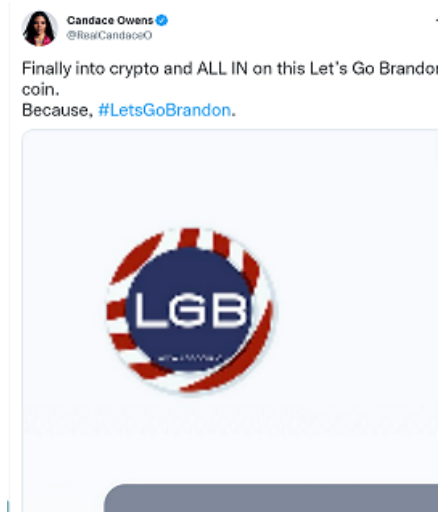 Candace Owens
@RealCandaceO
Finally into crypto and ALL IN on this Let's Go Brandon
coin.
Because, #LetsGoBrandon.
LGB